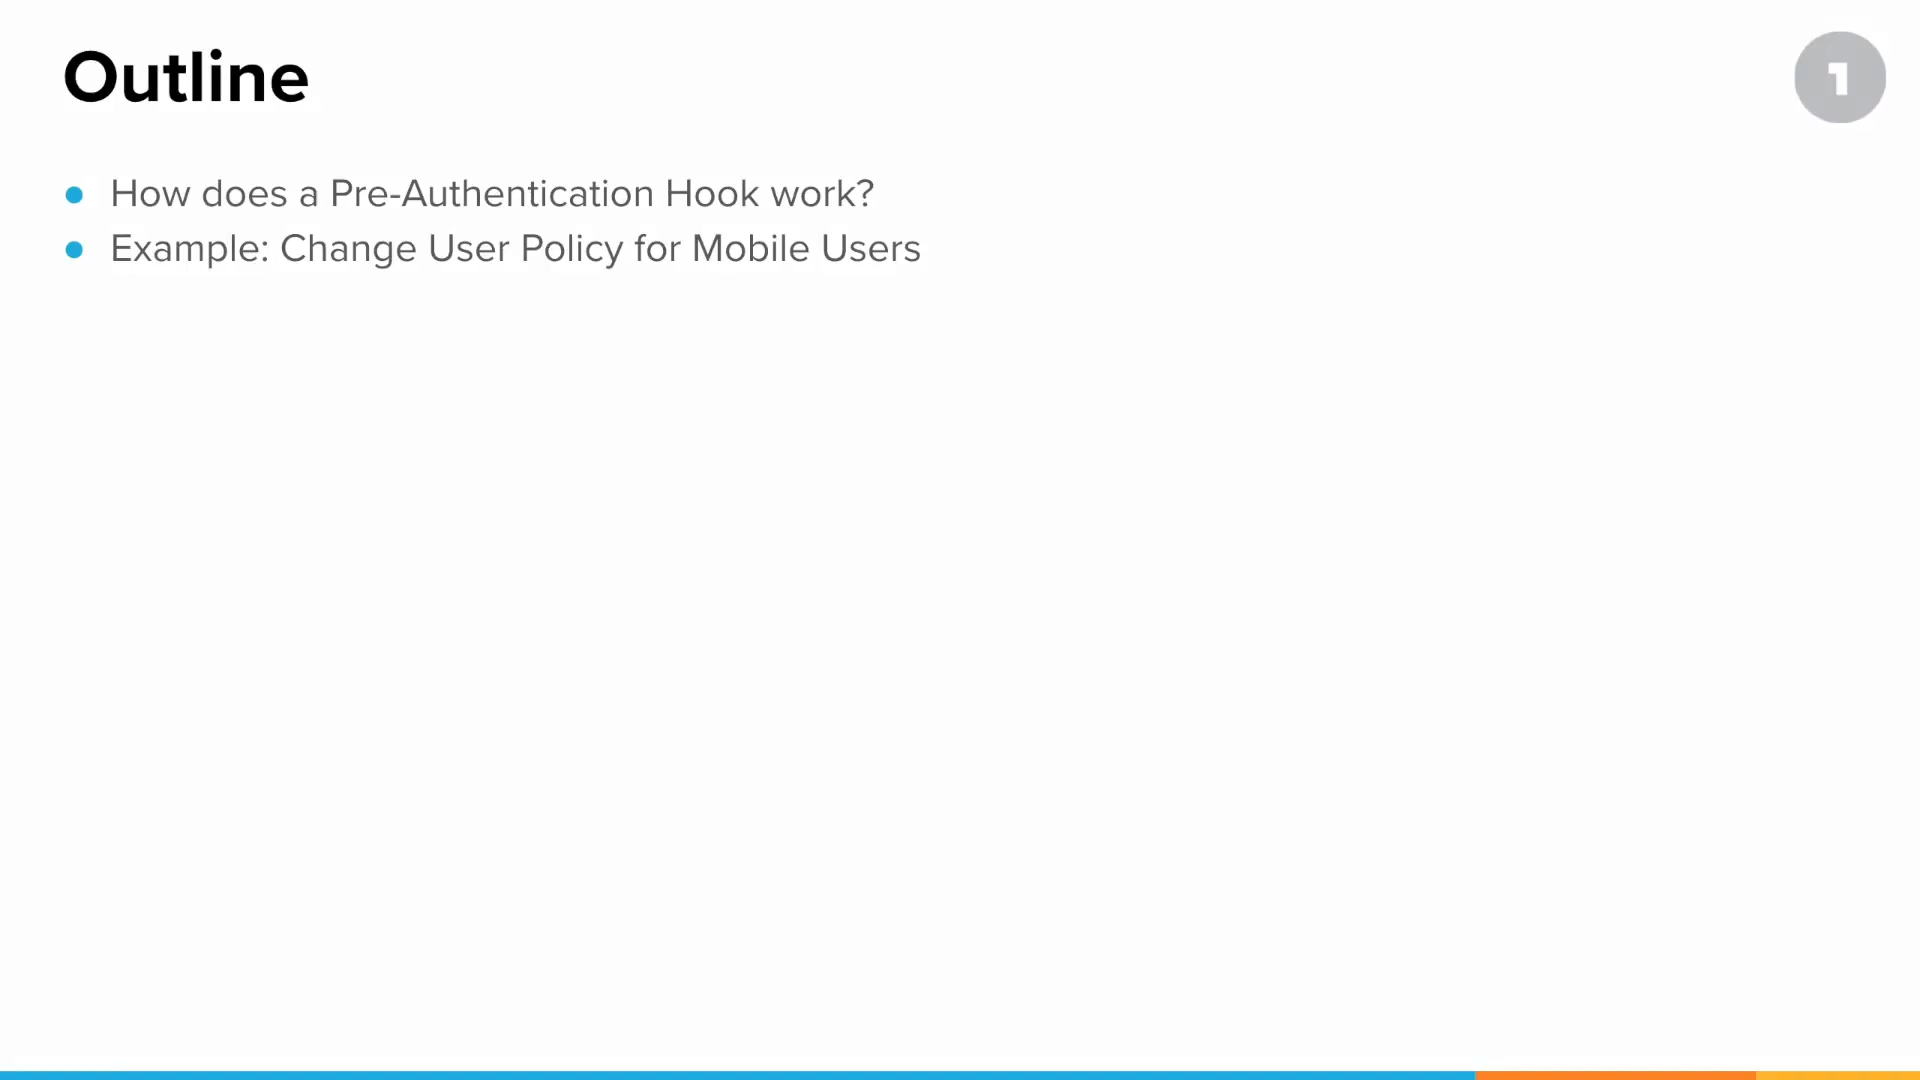 Outline
1
● How does a Pre-Authentication Hook work?
● Example: Change User Policy for Mobile Users